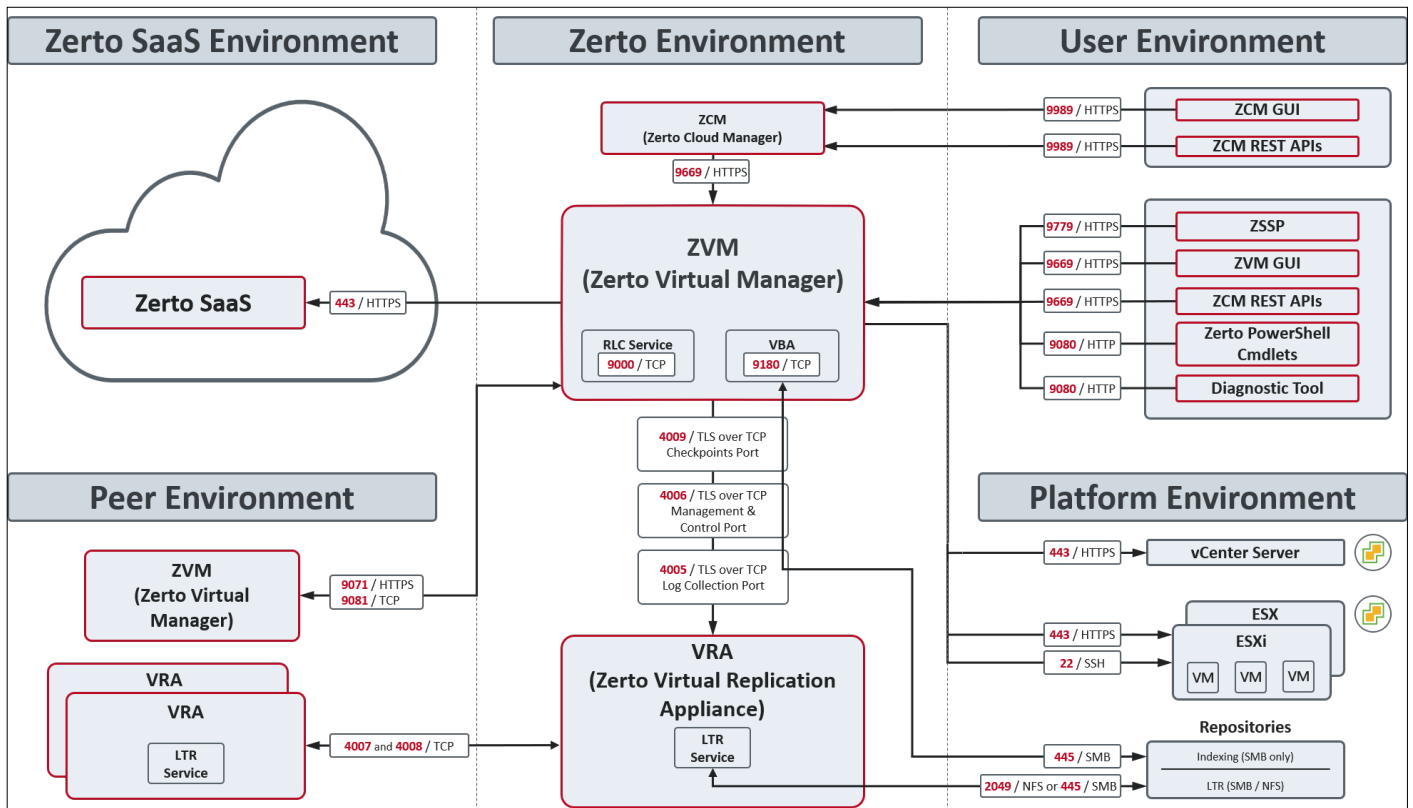 Zerto SaaS Environment
Zerto Environment
User Environment
ZCM
(Zerto Cloud Manager)
9989 / HTTPS
ZCM GUI
9989 / HTTPS
ZCM REST APIs
9669 / HTTPS
ZVM
(Zerto Virtual Manager)
9779 / HTTPS
ZSSP
9669 / HTTPS
ZVM GUI
9669 / HTTPS
ZCM REST APIs
9080 / HTTP
Zerto PowerShell
Cmdlets
9080 / HTTP
Diagnostic Tool
Zerto SaaS
443 / HTTPS
RLC Service
9000 / TCP
VBA
9180 / TCP
4009 / TLS over TCP
Checkpoints Port
4006 / TLS over TCP
Management &
Control Port
4005 / TLS over TCP
Log Collection Port
Peer Environment
Platform Environment
ZVM
(Zerto Virtual
Manager)
9071 / HTTPS
9081 / TCP
443 / HTTPS
vCenter Server
VRA
VRA
LTR
Service
4007 and 4008 / TCP
VRA
(Zerto Virtual Replication
Appliance)
LTR
Service
443 / HTTPS
22 / SSH
ESX
ESXi
VM
VM
VM
Repositories
445 / SMB
Indexing (SMB only)
2049 / NFS or 445 / SMB
LTR (SMB / NFS)